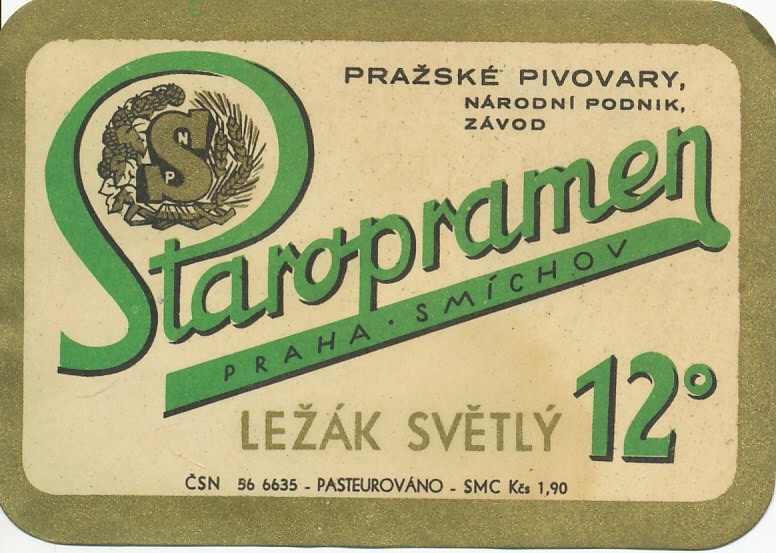 PRAŽSKÉ PIVOVARY,
NÁRODNÍ PODNIK,
ZÁVOD
S
N
P
Staropramen
PRAHA · SMÍCHOV
LEŽÁK SVĚTLÝ
12°
ČSN 56 6635 - PASTEUROVÁNO - SMC Kčs 1,90